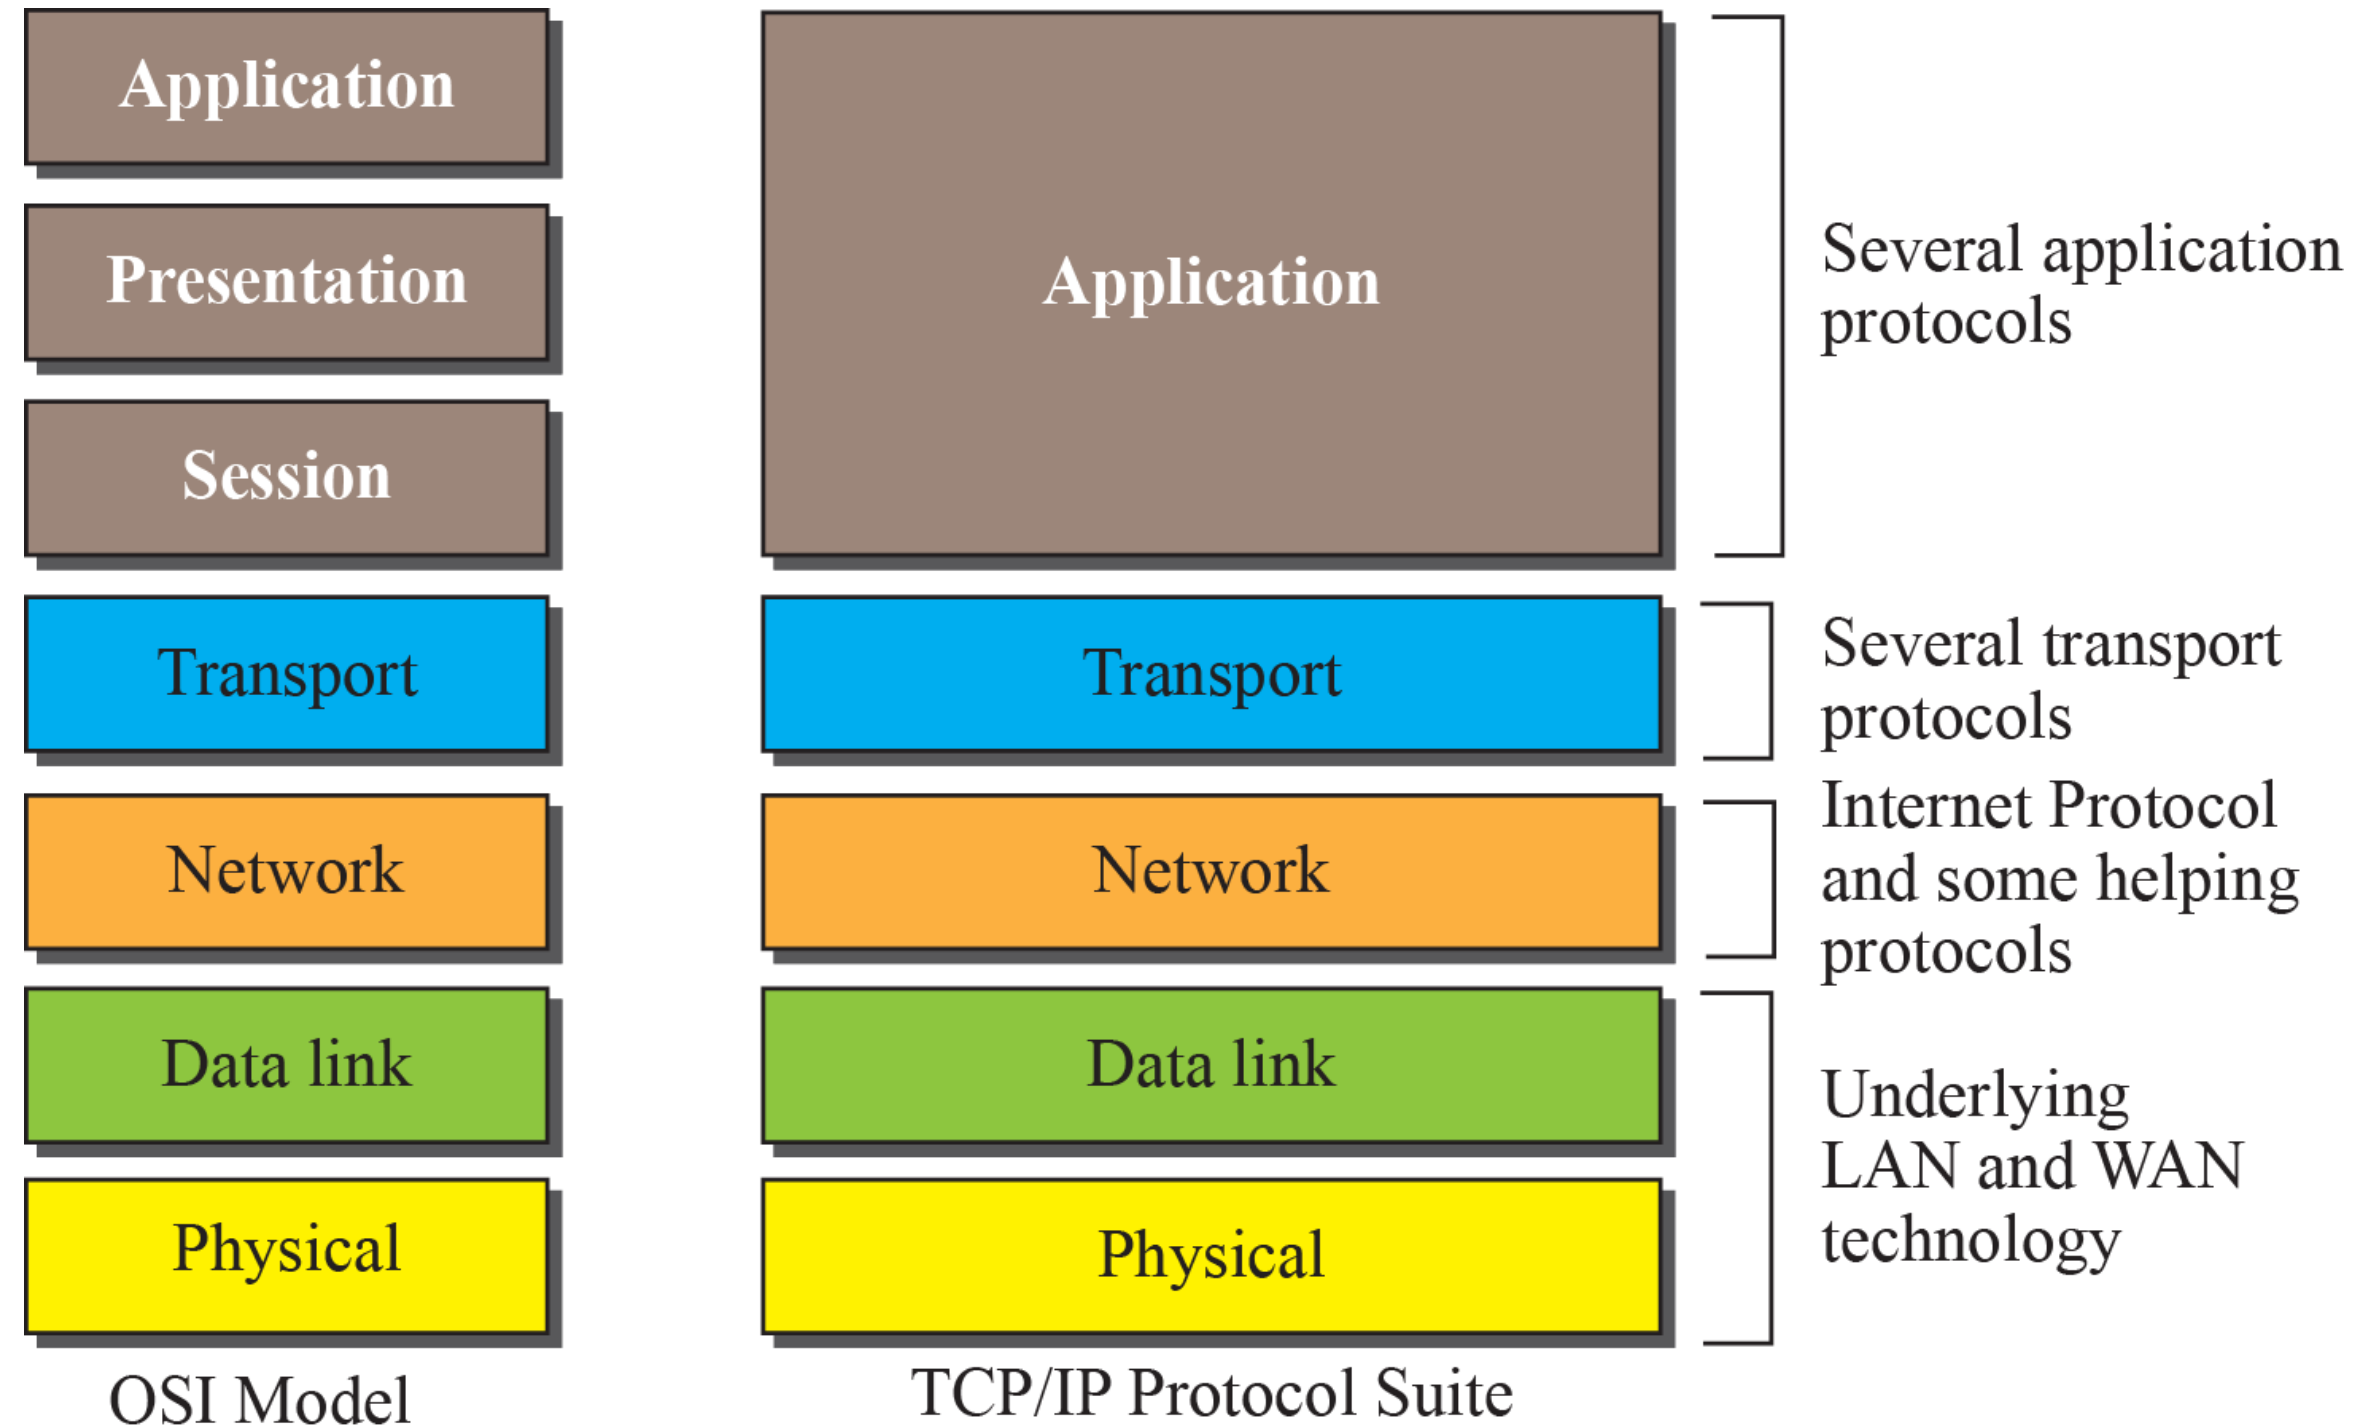 Application
Presentation
Session
Transport
Network
Data link
Physical
OSI Model
Application
Transport
Network
Data link
Physical
TCP/IP Protocol Suite
Several application
protocols
Several transport
protocols
Internet Protocol
and some helping
protocols
Underlying
LAN and WAN
technology